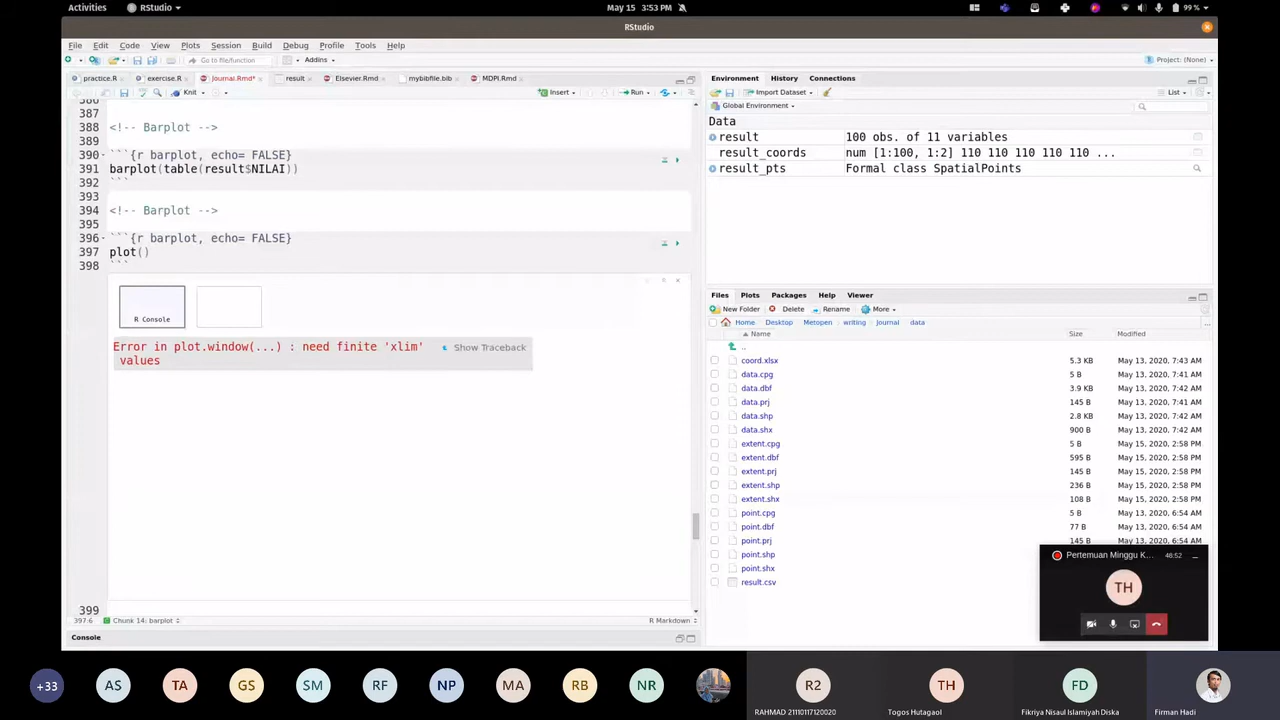 Activities
RStudio
May 15 3:53 PM
99 %
RStudio
File Edit Code View Plots Session Build Debug Profile Tools Help
Go to file/function
Addins
Project: (None)
practice.R
exercise.R
Journal.Rmd*
result
Elsevier.Rmd
mybibfile.bib
MDPI.Rmd
Knit
Insert
Run
386
387
388 <!-- Barplot -->
389
390 ```{r barplot, echo= FALSE}
391 barplot(table(result$NILAI))
392 ```
393
394 <!-- Barplot -->
395
396 ```{r barplot, echo= FALSE}
397 plot()
398 ```
R Console
Error in plot.window(...) : need finite 'xlim' values
Show Traceback
399
397:6
Chunk 14: barplot
R Markdown
Console
Environment History Connections
Import Dataset
List
Global Environment
Data
result 100 obs. of 11 variables
result_coords num [1:100, 1:2] 110 110 110 110 110 ...
result_pts Formal class SpatialPoints
Files Plots Packages Help Viewer
New Folder Delete Rename More
Home Desktop Metopen writing Journal data
Name Size Modified
..
coord.xlsx 5.3 KB May 13, 2020, 7:43 AM
data.cpg 5 B May 13, 2020, 7:42 AM
data.dbf 3.9 KB May 13, 2020, 7:42 AM
data.prj 145 B May 13, 2020, 7:41 AM
data.shp 2.8 KB May 13, 2020, 7:42 AM
data.shx 900 B May 13, 2020, 7:42 AM
extent.cpg 5 B May 15, 2020, 2:58 PM
extent.dbf 595 B May 15, 2020, 2:58 PM
extent.prj 145 B May 15, 2020, 2:58 PM
extent.shp 236 B May 15, 2020, 2:58 PM
extent.shx 108 B May 15, 2020, 2:58 PM
point.cpg 5 B May 13, 2020, 6:54 AM
point.dbf 77 B May 13, 2020, 6:54 AM
point.prj 145 B May 13, 2020, 6:54 AM
point.shp
point.shx
result.csv
Pertemuan Minggu K... 48:52
TH
+33
AS
TA
GS
SM
RF
NP
MA
RB
NR
R2
RAHMAD 21110117120020
TH
Togos Hutagaol
FD
Fikriya Nisaul Islamiyah Diska
Firman Hadi